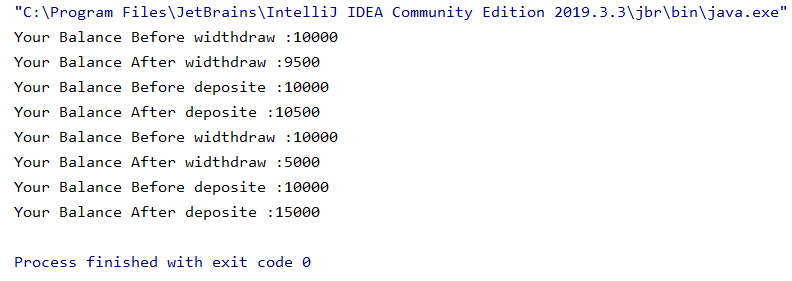 "C:\Program Files\JetBrains\IntelliJ IDEA Community Edition 2019.3.3\jbr\bin\java.exe"
Your Balance Before widthdraw :10000
Your Balance After widthdraw :9500
Your Balance Before deposite :10000
Your Balance After deposite :10500
Your Balance Before widthdraw :10000
Your Balance After widthdraw :5000
Your Balance Before deposite :10000
Your Balance After deposite :15000
Process finished with exit code 0